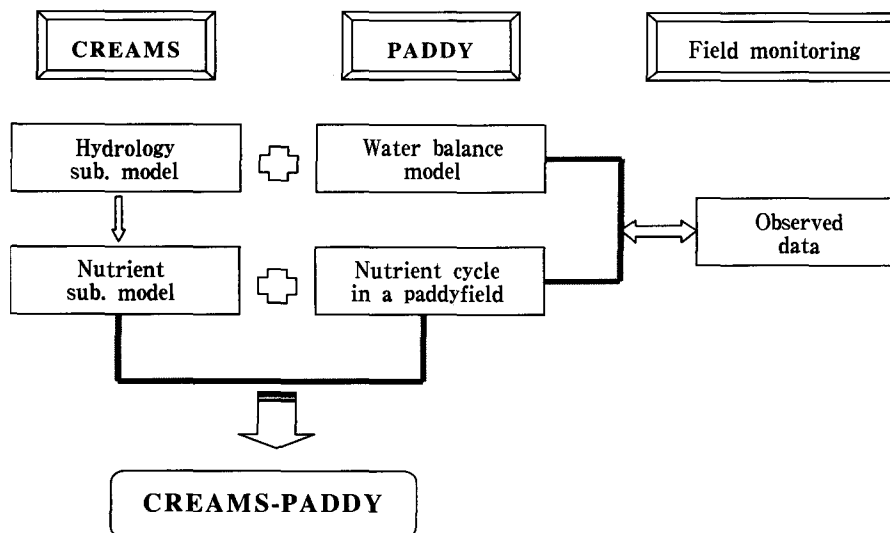 CREAMS
PADDY
Field monitoring
Hydrology
sub. model
Water balance
model
Observed
data
Nutrient
sub. model
Nutrient cycle
in a paddyfield
CREAMS-PADDY